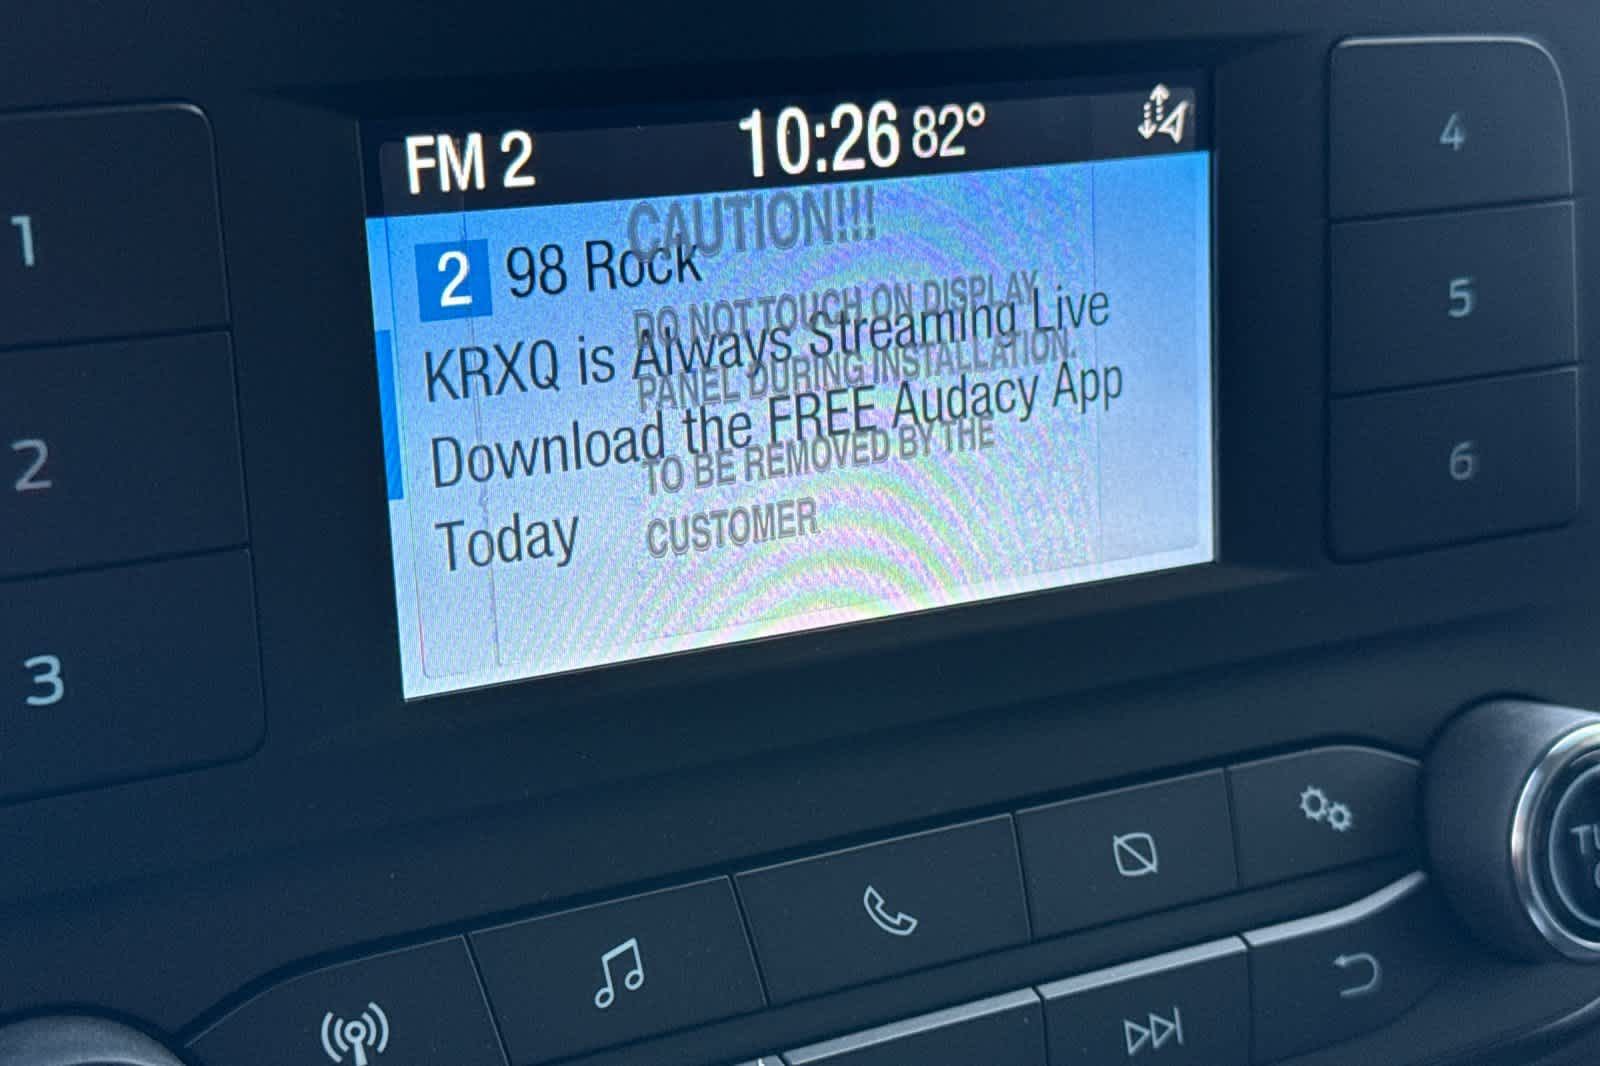 FM 2 10:26 82°
CAUTION!!!
2 98 Rock
DO NOT TOUCH ON DISPLAY
KRXQ is Always Streaming Live
PANEL DURING INSTALLATION.
Download the FREE Audacy App
TO BE REMOVED BY THE
Today
CUSTOMER
1
2
3
4
5
6